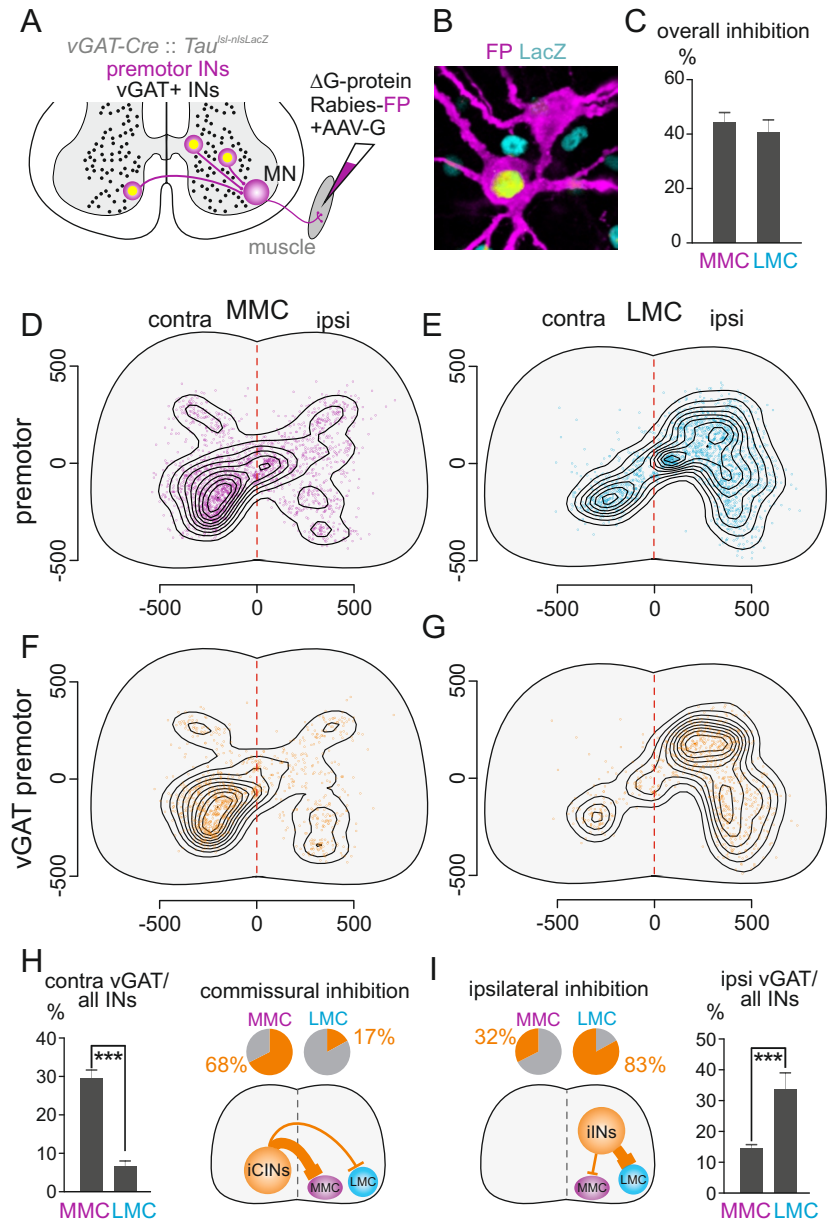 A
vGAT-Cre :: Tau^lsl-nlsLacZ
premotor INs
vGAT+ INs
ΔG-protein
Rabies-FP
+AAV-G
MN
muscle
B
FP LacZ
C
overall inhibition
%
60
40
20
0
MMC LMC
D
contra MMC ipsi
500
0
-500
premotor
-500 0 500
E
contra LMC ipsi
500
0
-500
-500 0 500
F
500
0
-500
vGAT premotor
-500 0 500
G
500
0
-500
-500 0 500
H
contra vGAT/
all INs
%
40
30
20
10
0
***
MMC LMC
commissural inhibition
MMC LMC
68% 17%
iCINs
MMC LMC
I
ipsilateral inhibition
MMC LMC
32% 83%
iINs
MMC LMC
ipsi vGAT/
all INs
%
50
40
30
20
10
0
***
MMC LMC